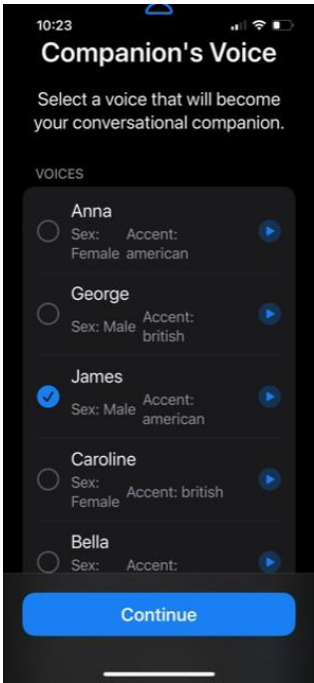 10:23
Companion's Voice
Select a voice that will become
your conversational companion.
VOICES
Anna
Sex: Accent:
Female american
George
Sex: Male Accent:
british
James
Sex: Male Accent:
american
Caroline
Sex:
Female Accent: british
Bella
Sex: Accent:
Continue